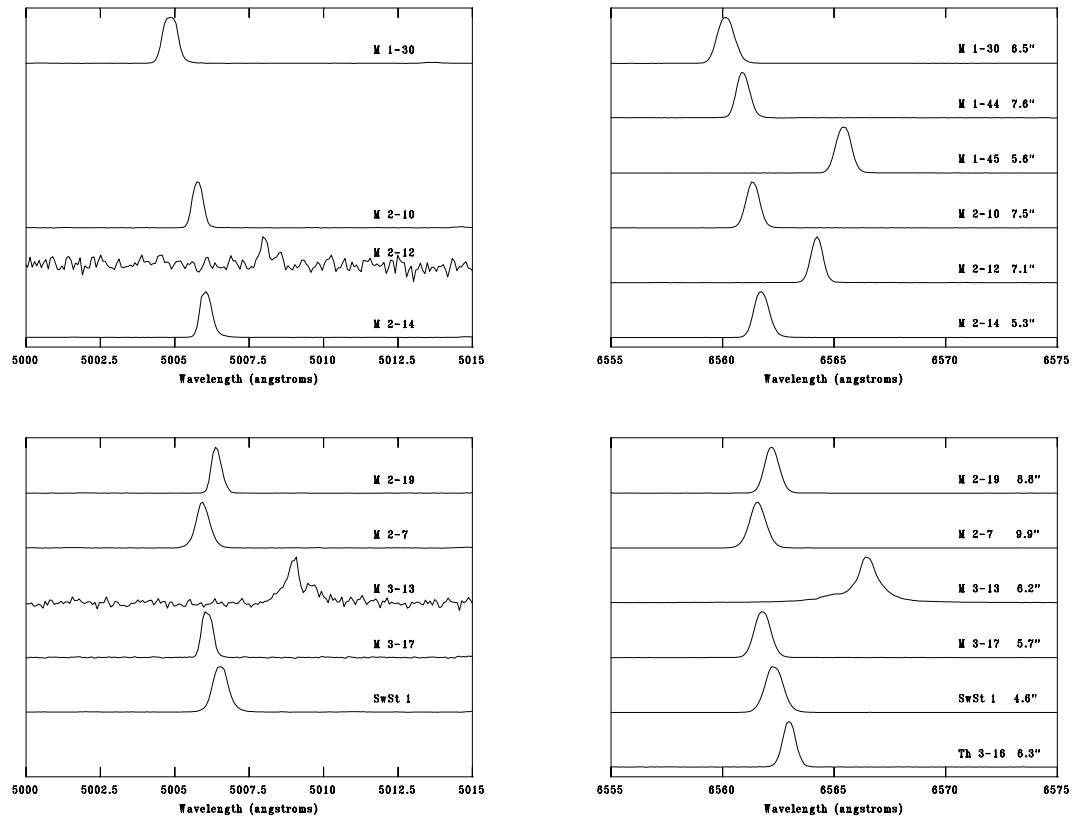 M 1-30
M 2-10
M 2-12
M 2-14
5000 5002.5 5005 5007.5 5010 5012.5 5015
Wavelength (angstroms)
M 1-30 6.5"
M 1-44 7.6"
M 1-45 5.6"
M 2-10 7.5"
M 2-12 7.1"
M 2-14 5.3"
6555 6560 6565 6570 6575
Wavelength (angstroms)
M 2-19
M 2-7
M 3-13
M 3-17
SwSt 1
5000 5002.5 5005 5007.5 5010 5012.5 5015
Wavelength (angstroms)
M 2-19 8.8"
M 2-7 9.9"
M 3-13 6.2"
M 3-17 5.7"
SwSt 1 4.6"
Th 3-16 6.3"
6555 6560 6565 6570 6575
Wavelength (angstroms)